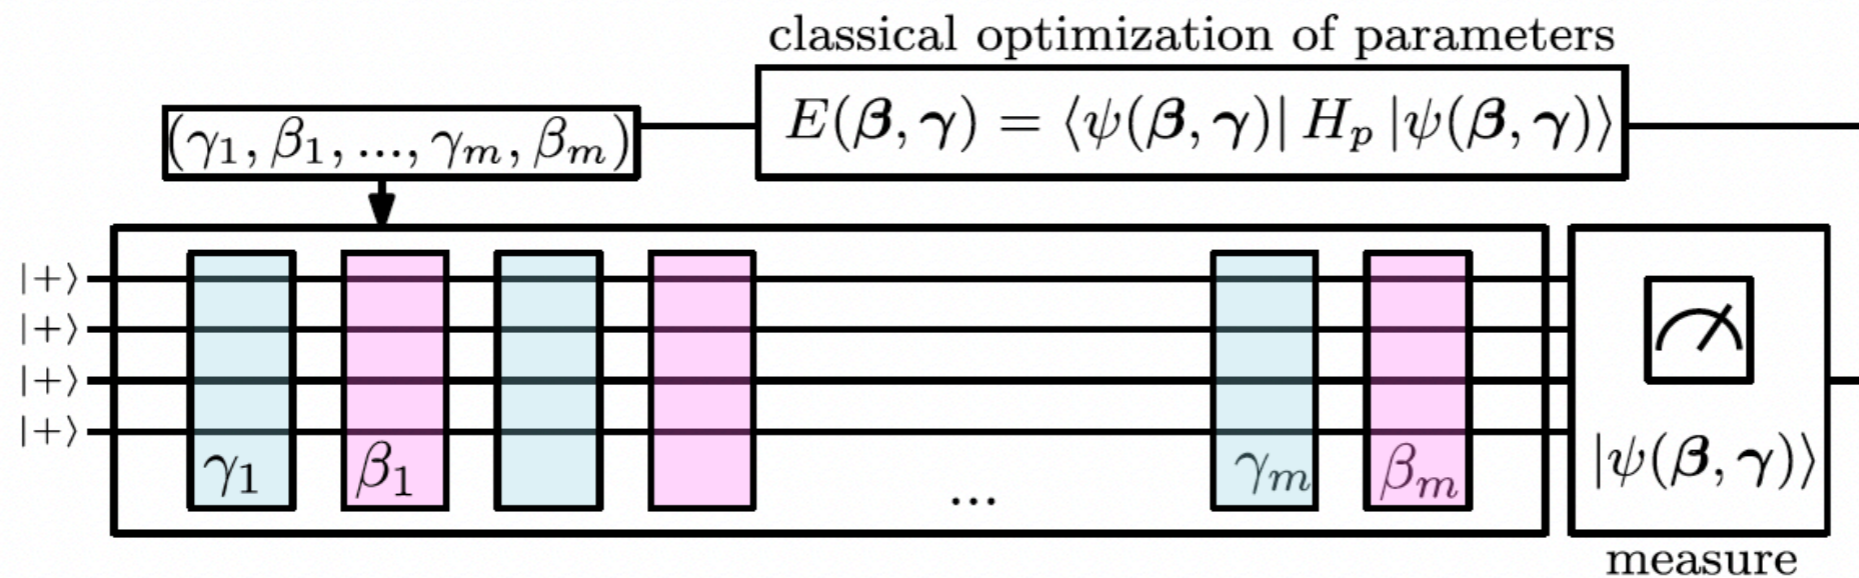 classical optimization of parameters
(γ₁, β₁, ..., γₘ, βₘ)
E(β, γ) = ⟨ψ(β, γ)| Hₚ |ψ(β, γ)⟩
|+⟩
|+⟩
|+⟩
|+⟩
γ₁
β₁
...
γₘ
βₘ
|ψ(β, γ)⟩
measure